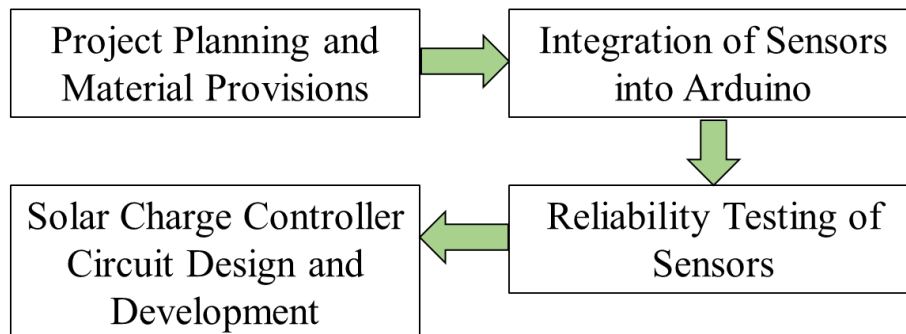 Project Planning and
Material Provisions
Integration of Sensors
into Arduino
Reliability Testing of
Sensors
Solar Charge Controller
Circuit Design and
Development